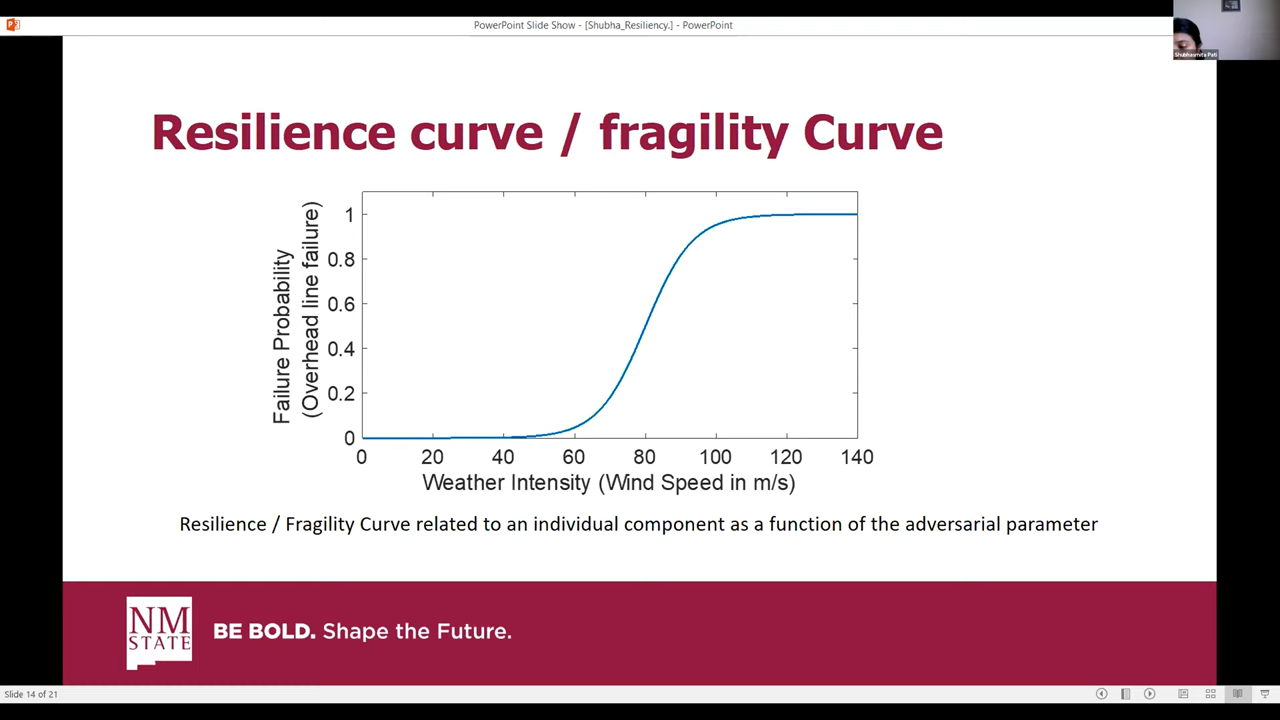 PowerPoint Slide Show - [Shubha_Resiliency.] - PowerPoint
Shubhasmita Pati
Resilience curve / fragility Curve
Failure Probability
(Overhead line failure)
1
0.8
0.6
0.4
0.2
0
0 20 40 60 80 100 120 140
Weather Intensity (Wind Speed in m/s)
Resilience / Fragility Curve related to an individual component as a function of the adversarial parameter
NM
STATE
BE BOLD. Shape the Future.
Slide 14 of 21